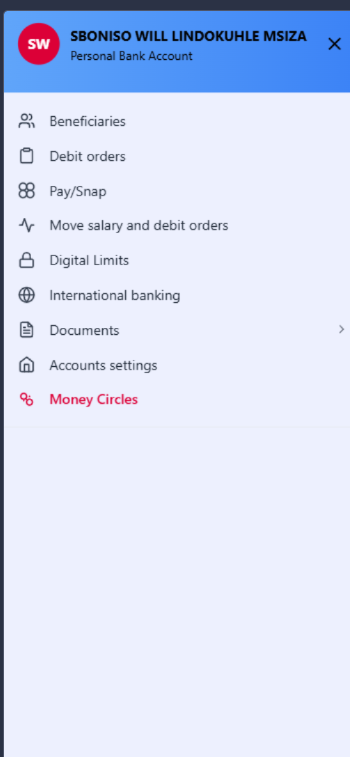 SW
SBONISO WILL LINDOKUHLE MSIZA
Personal Bank Account
Beneficiaries
Debit orders
Pay/Snap
Move salary and debit orders
Digital Limits
International banking
Documents
Accounts settings
Money Circles